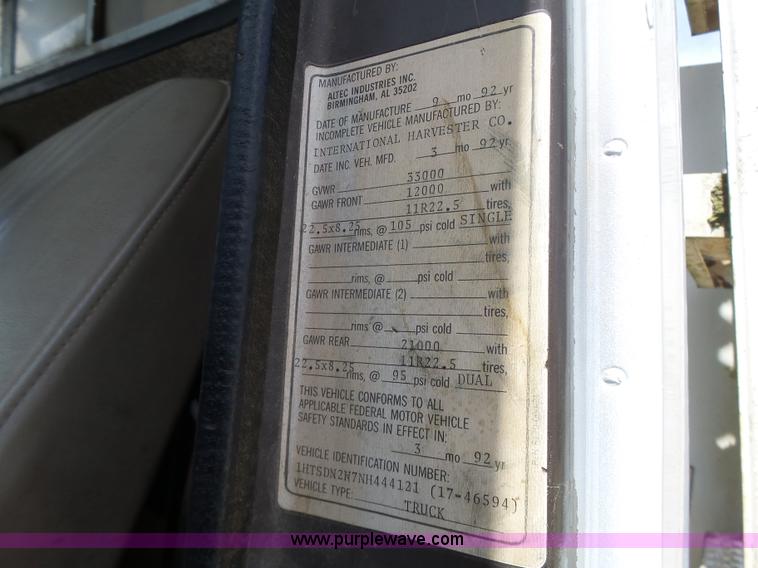 MANUFACTURED BY:
ALTEC INDUSTRIES INC.
BIRMINGHAM, AL 35202
DATE OF MANUFACTURE 9 mo 92 yr
INCOMPLETE VEHICLE MANUFACTURED BY:
INTERNATIONAL HARVESTER CO.
DATE INC. VEH. MFD. 3 mo 92 yr.
GVWR 33000
GAWR FRONT 12000 with
11R22.5 tires,
22.5x8.25 rims, @ 105 psi cold SINGLE
GAWR INTERMEDIATE (1) with
tires,
rims, @ psi cold
GAWR INTERMEDIATE (2) with
tires,
rims @ psi cold
GAWR REAR 21000 with
11R22.5 tires,
22.5x8.25 rims, @ 95 psi cold DUAL
THIS VEHICLE CONFORMS TO ALL
APPLICABLE FEDERAL MOTOR VEHICLE
SAFETY STANDARDS IN EFFECT IN:
3 mo 92 yr
VEHICLE IDENTIFICATION NUMBER:
1HTSDN2N7NH444121 (17-46594)
VEHICLE TYPE: TRUCK
www.purplewave.com